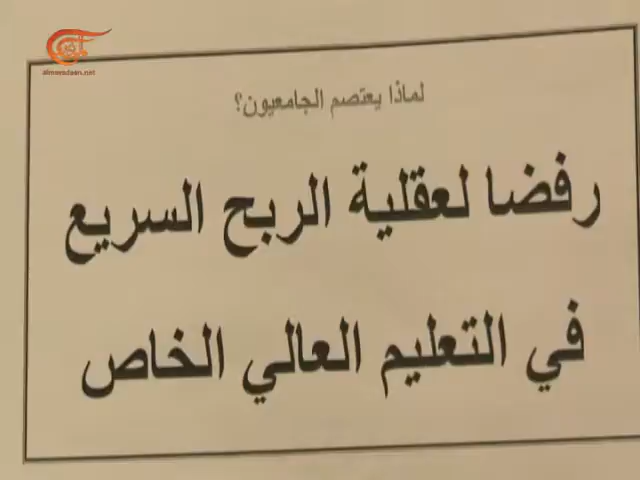 almayadeen.net
لماذا يعتصم الجامعيون؟
رفضا لعقلية الربح السريع
في التعليم العالي الخاص